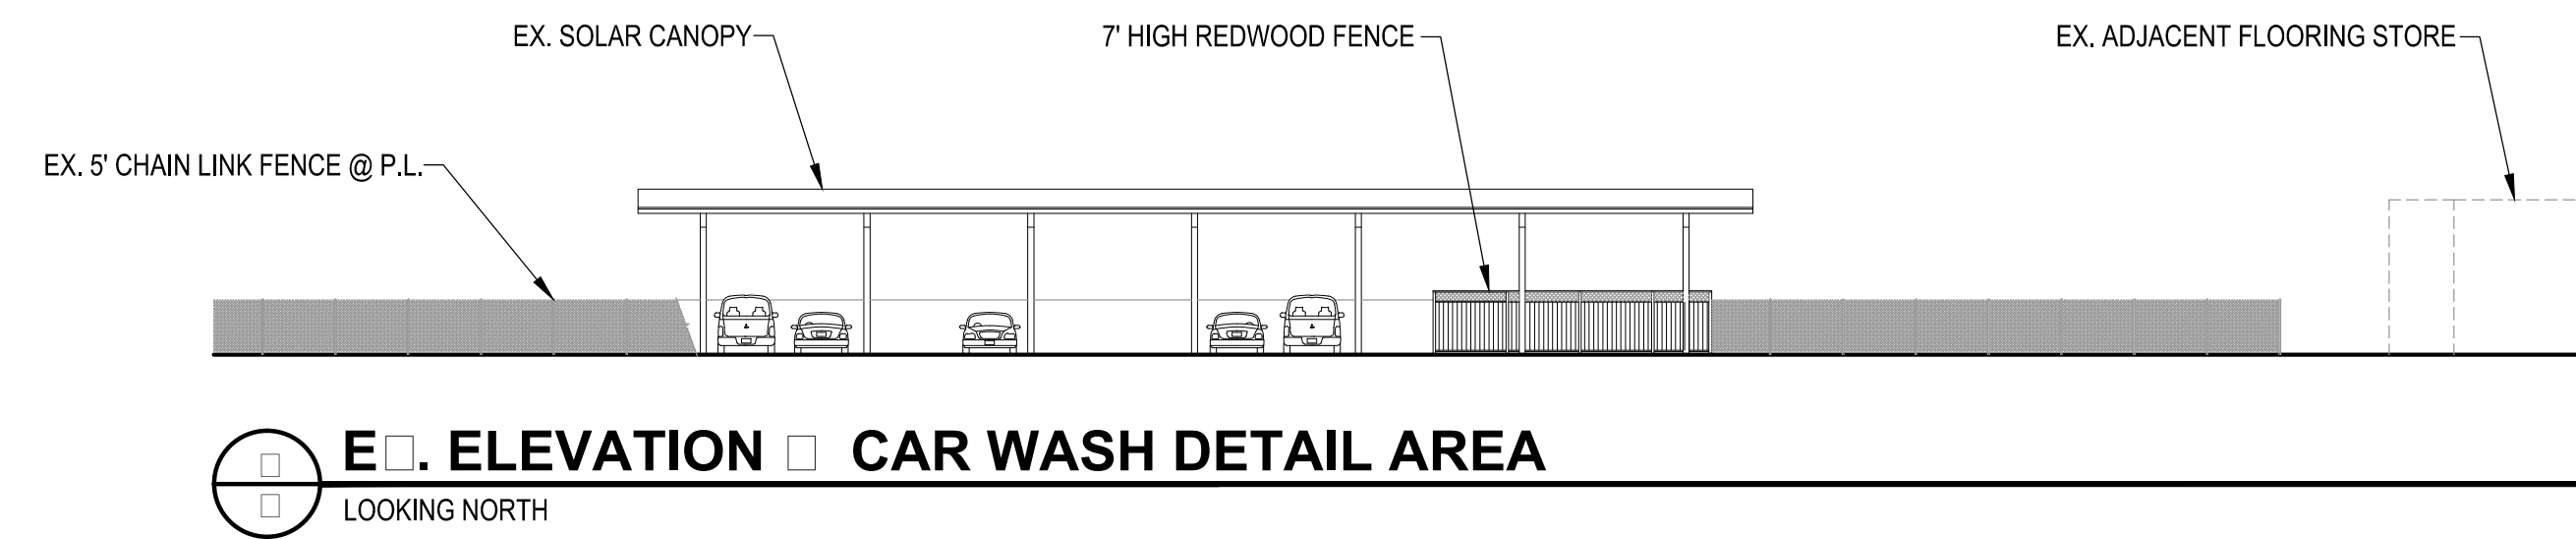 EX. SOLAR CANOPY
7' HIGH REDWOOD FENCE
EX. ADJACENT FLOORING STORE
EX. 5' CHAIN LINK FENCE @ P.L.
E□. ELEVATION □ CAR WASH DETAIL AREA
LOOKING NORTH